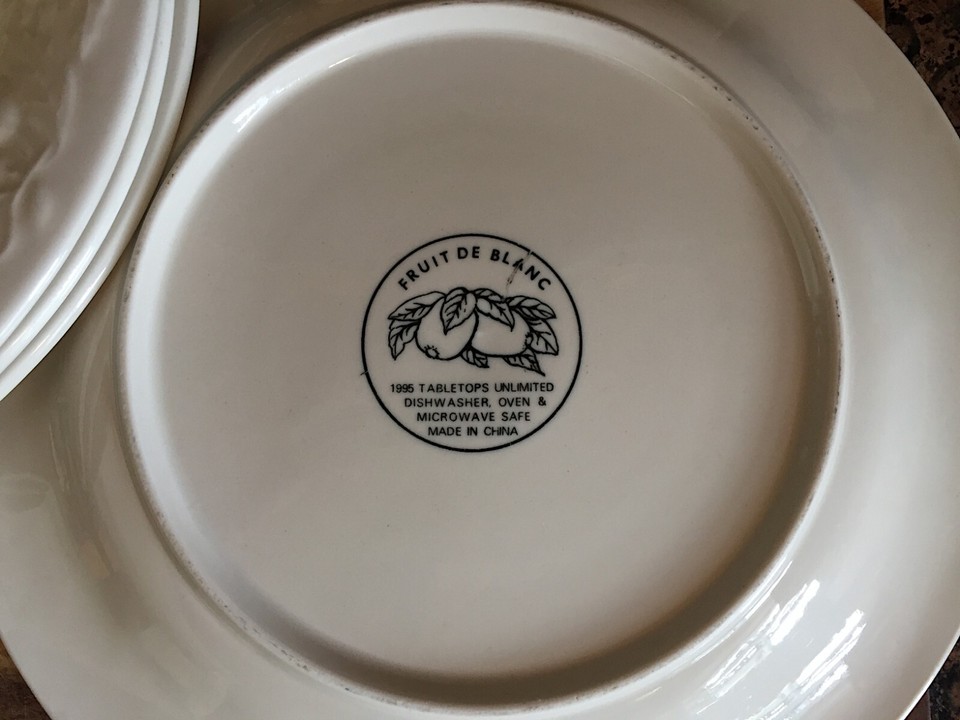 FRUIT DE BLANC
1995 TABLETOPS UNLIMITED
DISHWASHER, OVEN &
MICROWAVE SAFE
MADE IN CHINA